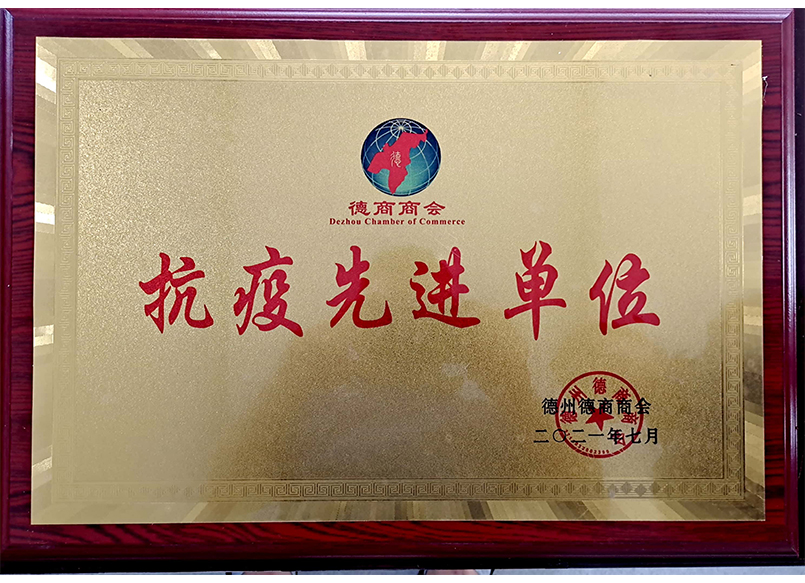 德
德商商会
Dezhou Chamber of Commerce
抗疫先进单位
德州德商商会
二〇二一年七月